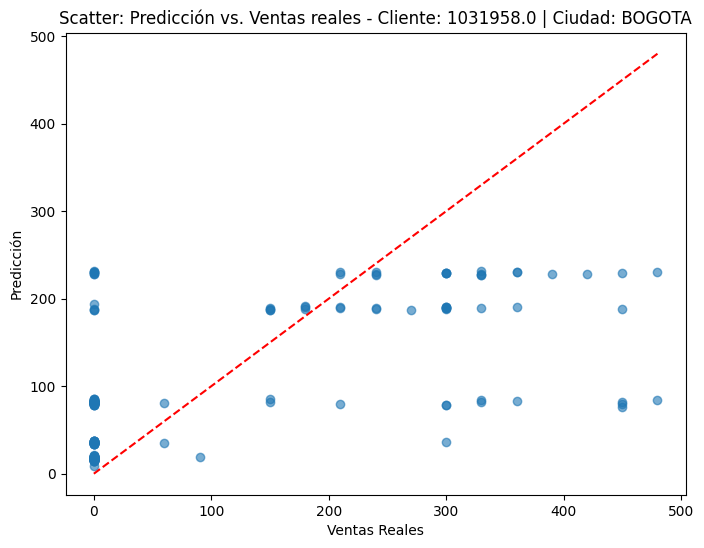 Scatter: Predicción vs. Ventas reales - Cliente: 1031958.0 | Ciudad: BOGOTA
500
400
300
200
100
0
Predicción
0 100 200 300 400 500
Ventas Reales